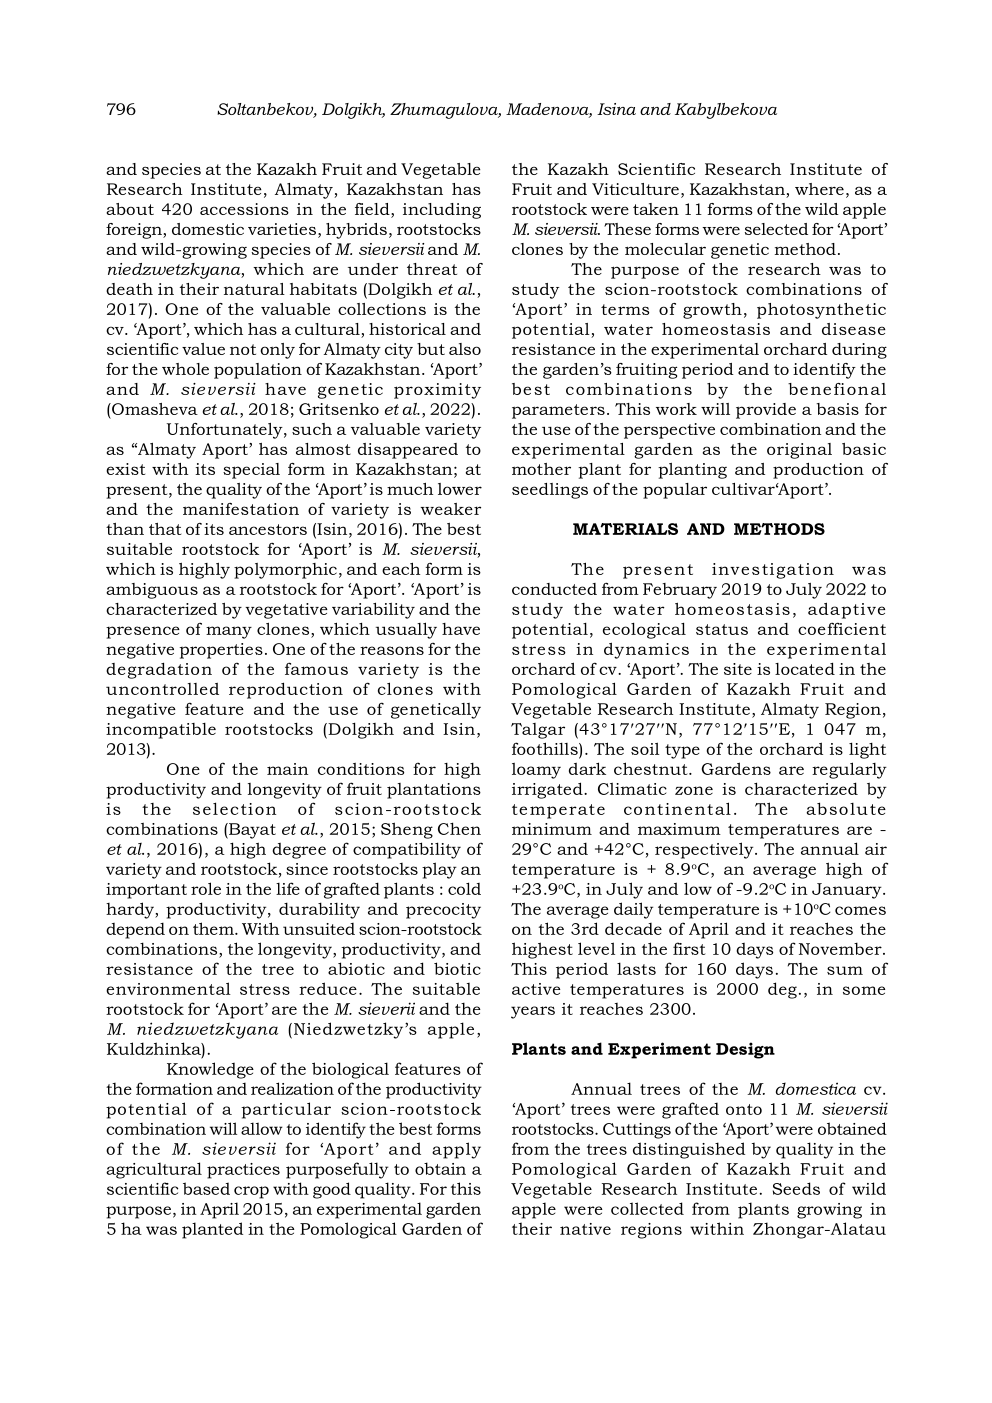 796
Soltanbekov, Dolgikh, Zhumagulova, Madenova, Isina and Kabylbekova
and species at the Kazakh Fruit and Vegetable
Research Institute, Almaty, Kazakhstan has
about 420 accessions in the field, including
foreign, domestic varieties, hybrids, rootstocks
and wild-growing species of M. sieversii and M.
niedzwetzkyana, which are under threat of
death in their natural habitats (Dolgikh et al.,
2017). One of the valuable collections is the
cv. ‘Aport’, which has a cultural, historical and
scientific value not only for Almaty city but also
for the whole population of Kazakhstan. ‘Aport’
and M. sieversii have genetic proximity
(Omasheva et al., 2018; Gritsenko et al., 2022).
Unfortunately, such a valuable variety
as “Almaty Aport’ has almost disappeared to
exist with its special form in Kazakhstan; at
present, the quality of the ‘Aport’ is much lower
and the manifestation of variety is weaker
than that of its ancestors (Isin, 2016). The best
suitable rootstock for ‘Aport’ is M. sieversii,
which is highly polymorphic, and each form is
ambiguous as a rootstock for ‘Aport’. ‘Aport’ is
characterized by vegetative variability and the
presence of many clones, which usually have
negative properties. One of the reasons for the
degradation of the famous variety is the
uncontrolled reproduction of clones with
negative feature and the use of genetically
incompatible rootstocks (Dolgikh and Isin,
2013).
One of the main conditions for high
productivity and longevity of fruit plantations
is the selection of scion-rootstock
combinations (Bayat et al., 2015; Sheng Chen
et al., 2016), a high degree of compatibility of
variety and rootstock, since rootstocks play an
important role in the life of grafted plants : cold
hardy, productivity, durability and precocity
depend on them. With unsuited scion-rootstock
combinations, the longevity, productivity, and
resistance of the tree to abiotic and biotic
environmental stress reduce. The suitable
rootstock for ‘Aport’ are the M. sieverii and the
M. niedzwetzkyana (Niedzwetzky’s apple,
Kuldzhinka).
Knowledge of the biological features of
the formation and realization of the productivity
potential of a particular scion-rootstock
combination will allow to identify the best forms
of the M. sieversii for ‘Aport’ and apply
agricultural practices purposefully to obtain a
scientific based crop with good quality. For this
purpose, in April 2015, an experimental garden
5 ha was planted in the Pomological Garden of
the Kazakh Scientific Research Institute of
Fruit and Viticulture, Kazakhstan, where, as a
rootstock were taken 11 forms of the wild apple
M. sieversii. These forms were selected for ‘Aport’
clones by the molecular genetic method.
The purpose of the research was to
study the scion-rootstock combinations of
‘Aport’ in terms of growth, photosynthetic
potential, water homeostasis and disease
resistance in the experimental orchard during
the garden’s fruiting period and to identify the
best combinations by the benefional
parameters. This work will provide a basis for
the use of the perspective combination and the
experimental garden as the original basic
mother plant for planting and production of
seedlings of the popular cultivar‘Aport’.
MATERIALS AND METHODS
The present investigation was
conducted from February 2019 to July 2022 to
study the water homeostasis, adaptive
potential, ecological status and coefficient
stress in dynamics in the experimental
orchard of cv. ‘Aport’. The site is located in the
Pomological Garden of Kazakh Fruit and
Vegetable Research Institute, Almaty Region,
Talgar (43°17′27′′N, 77°12′15′′E, 1 047 m,
foothills). The soil type of the orchard is light
loamy dark chestnut. Gardens are regularly
irrigated. Climatic zone is characterized by
temperate continental. The absolute
minimum and maximum temperatures are -
29°C and +42°C, respectively. The annual air
temperature is + 8.9ºC, an average high of
+23.9ºC, in July and low of -9.2ºC in January.
The average daily temperature is +10ºC comes
on the 3rd decade of April and it reaches the
highest level in the first 10 days of November.
This period lasts for 160 days. The sum of
active temperatures is 2000 deg., in some
years it reaches 2300.
Plants and Experiment Design
Annual trees of the M. domestica cv.
‘Aport’ trees were grafted onto 11 M. sieversii
rootstocks. Cuttings of the ‘Aport’ were obtained
from the trees distinguished by quality in the
Pomological Garden of Kazakh Fruit and
Vegetable Research Institute. Seeds of wild
apple were collected from plants growing in
their native regions within Zhongar-Alatau